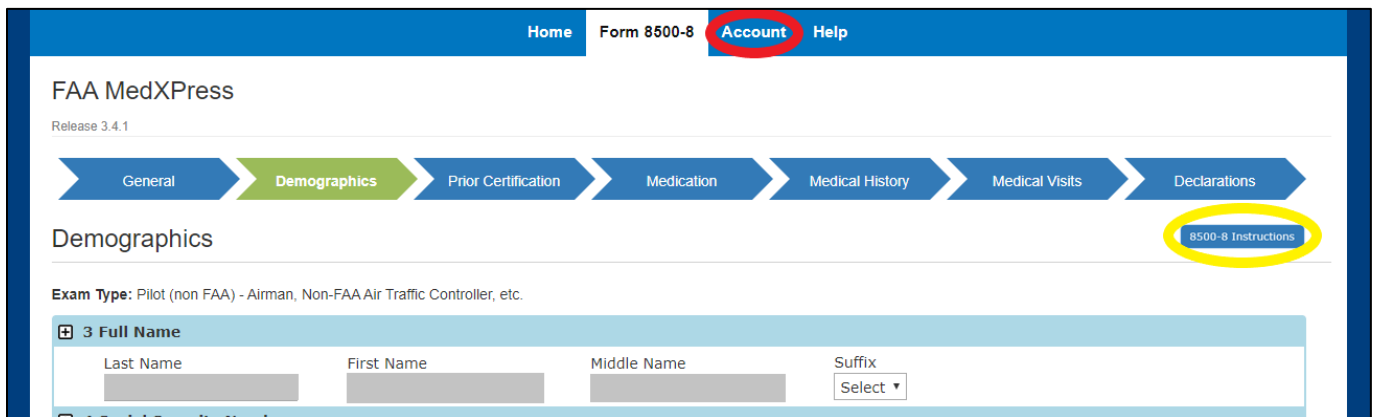 Home Form 8500-8 Account Help
FAA MedXPress
Release 3.4.1
General Demographics Prior Certification Medication Medical History Medical Visits Declarations
Demographics
8500-8 Instructions
Exam Type: Pilot (non FAA) - Airman, Non-FAA Air Traffic Controller, etc.
3 Full Name
Last Name First Name Middle Name Suffix
Select